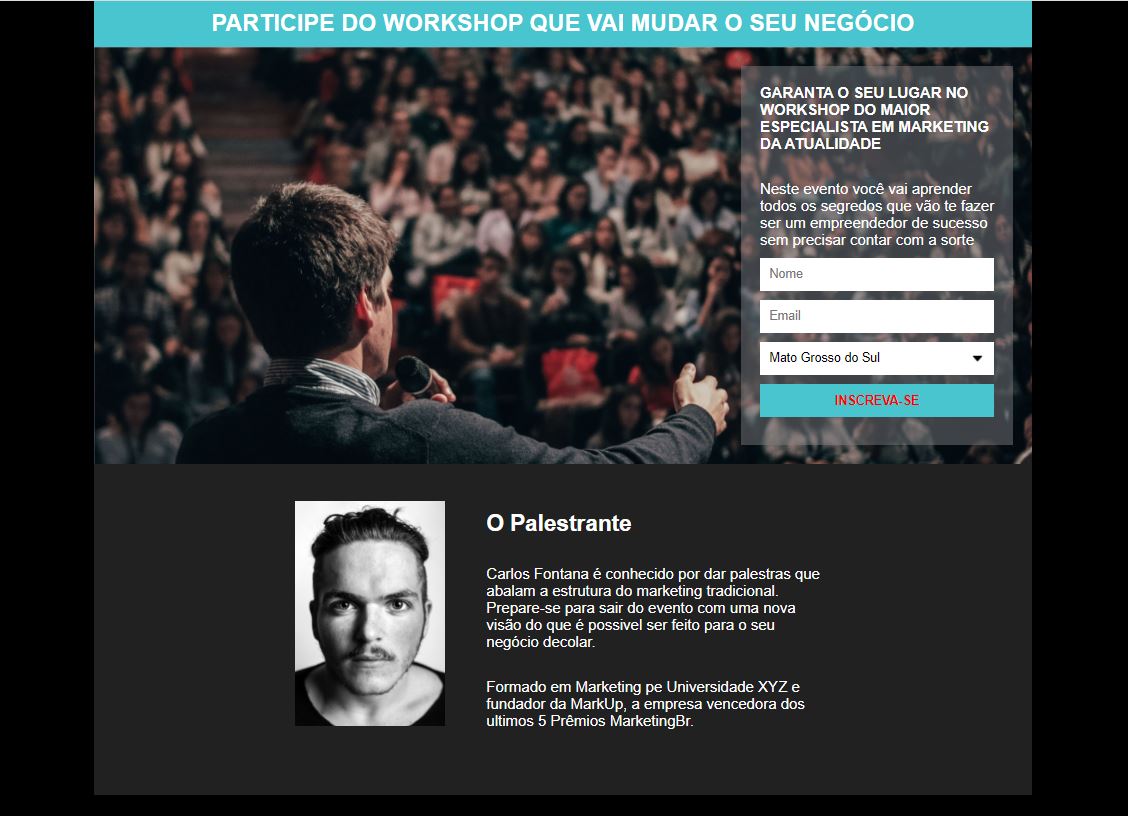 PARTICIPE DO WORKSHOP QUE VAI MUDAR O SEU NEGÓCIO
GARANTA O SEU LUGAR NO
WORKSHOP DO MAIOR
ESPECIALISTA EM MARKETING
DA ATUALIDADE
Neste evento você vai aprender
todos os segredos que vão te fazer
ser um empreendedor de sucesso
sem precisar contar com a sorte
Nome
Email
Mato Grosso do Sul
INSCREVA-SE
O Palestrante
Carlos Fontana é conhecido por dar palestras que
abalam a estrutura do marketing tradicional.
Prepare-se para sair do evento com uma nova
visão do que é possivel ser feito para o seu
negócio decolar.
Formado em Marketing pe Universidade XYZ e
fundador da MarkUp, a empresa vencedora dos
ultimos 5 Prêmios MarketingBr.